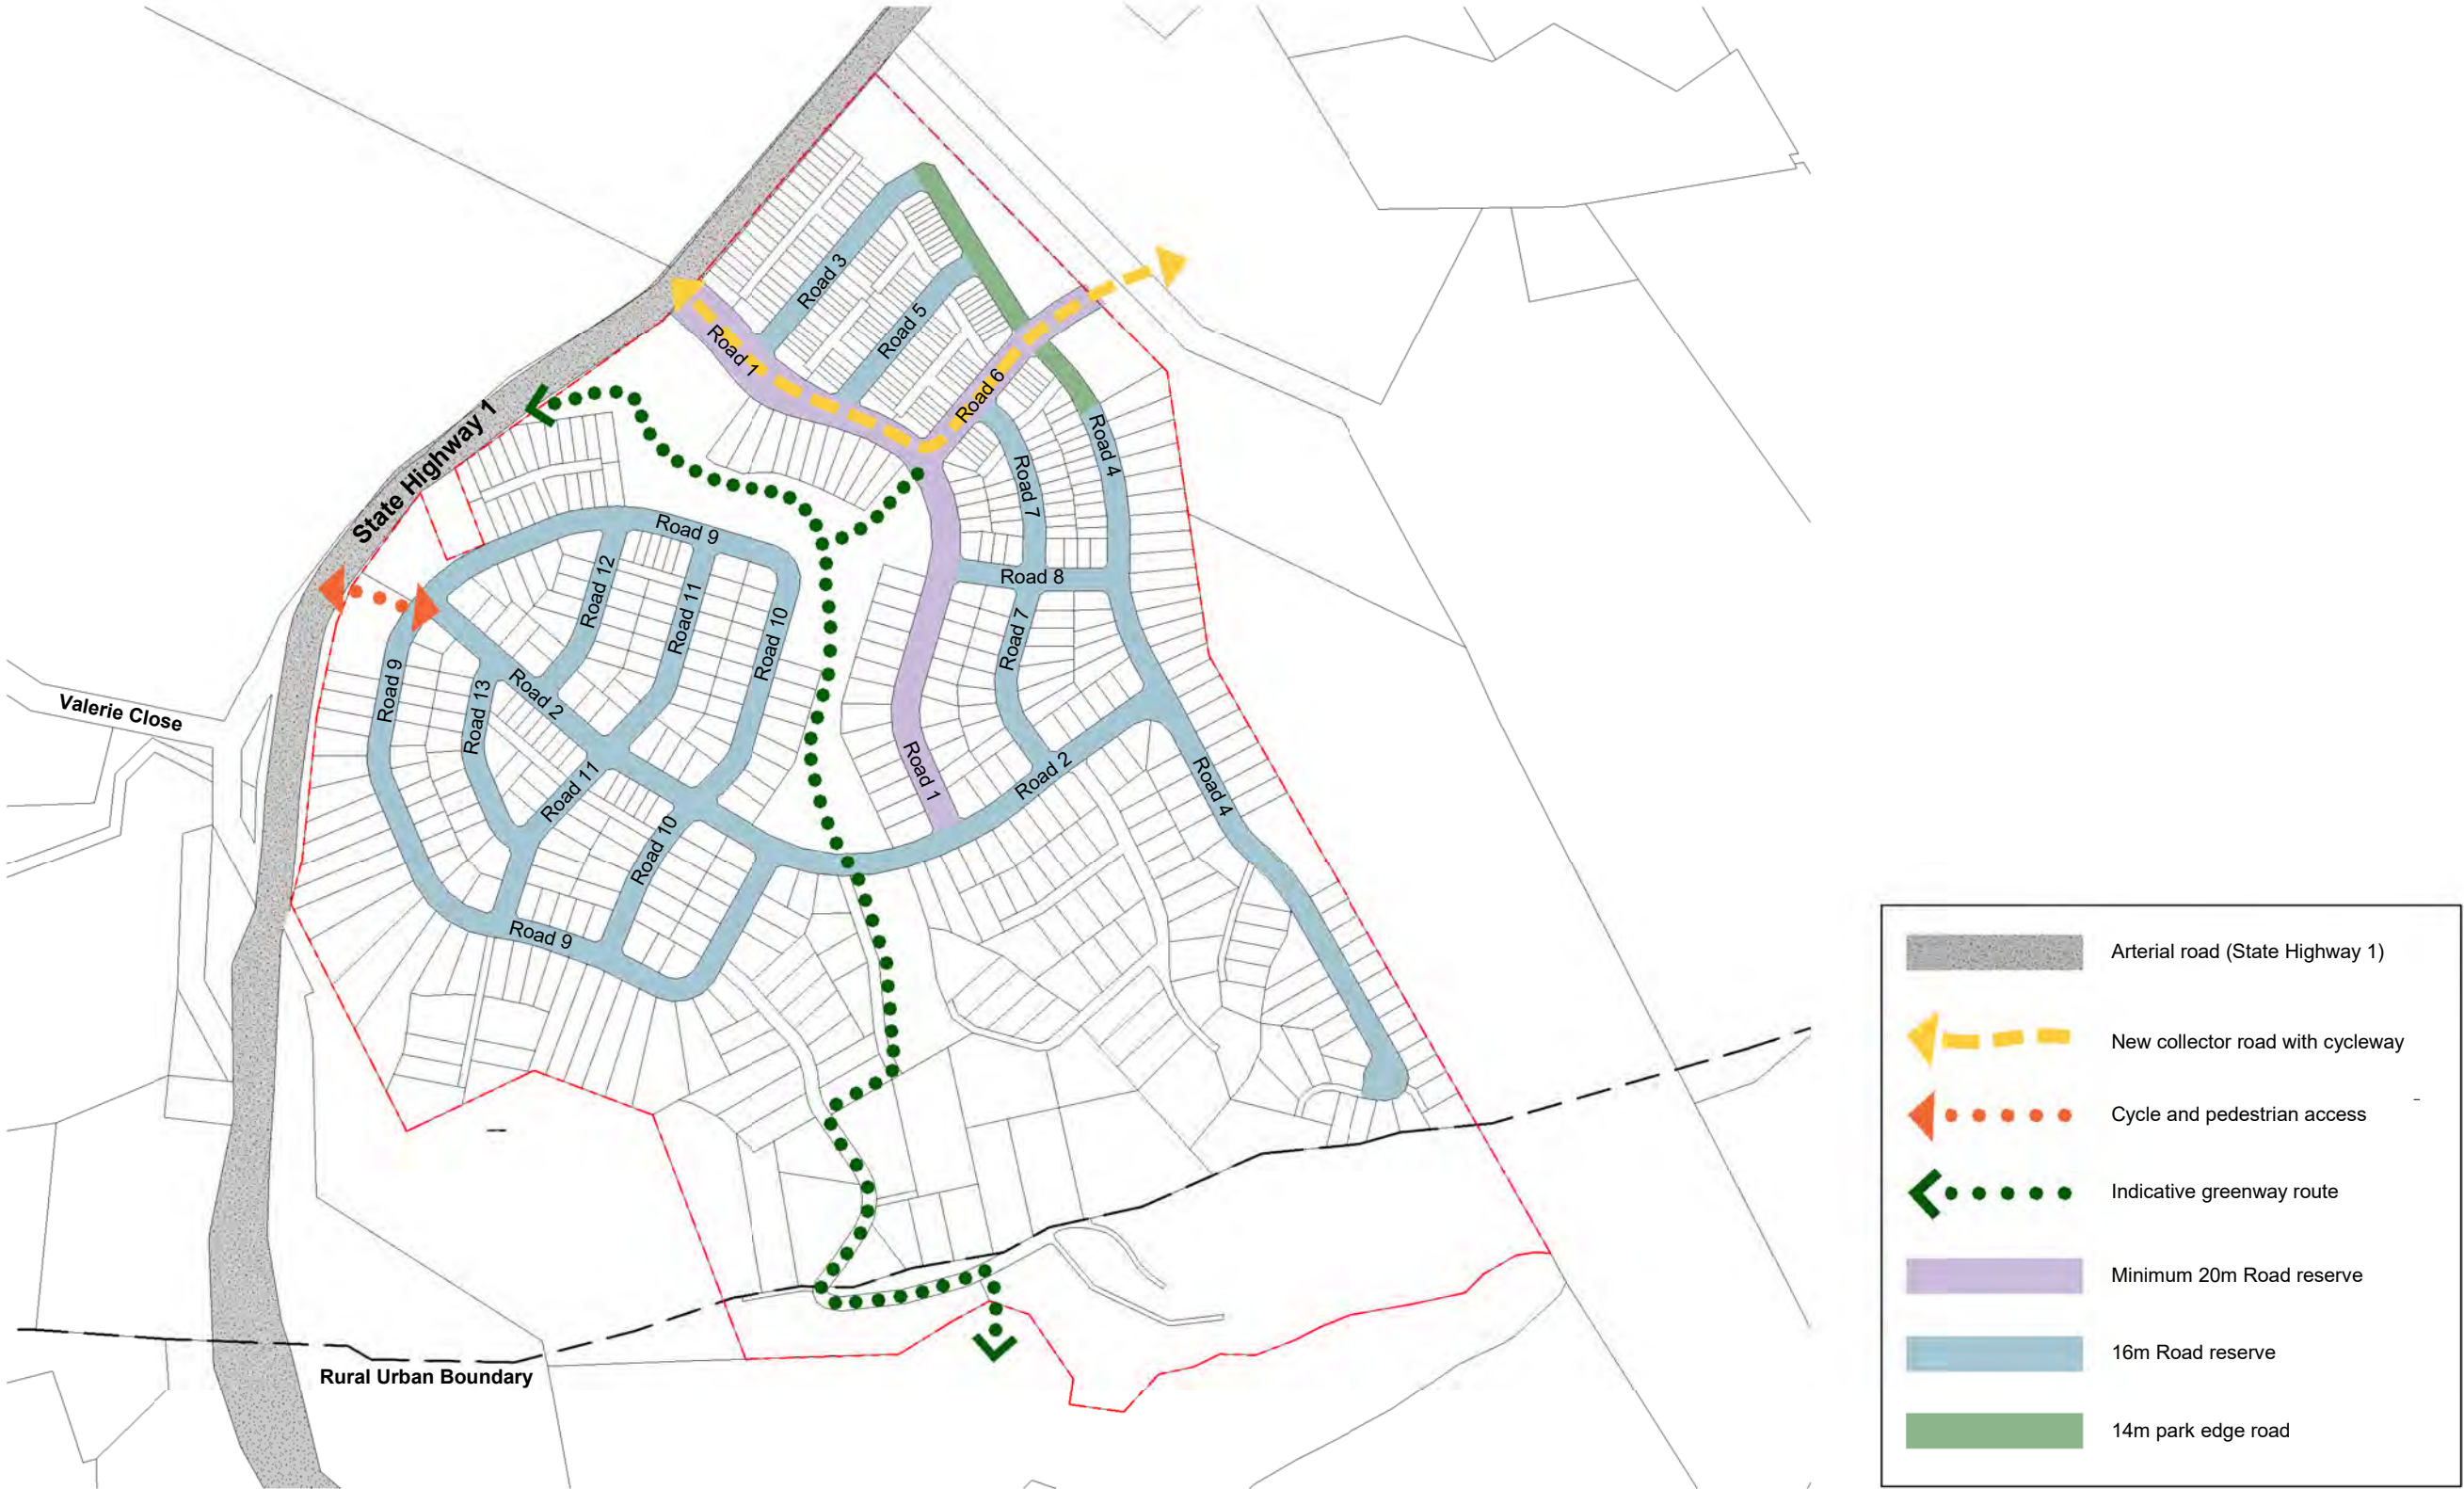 Road 3
Road 5
Road 1
Road 6
State Highway 1
Road 4
Road 7
Road 9
Road 12
Road 11
Road 10
Road 8
Road 7
Road 9
Road 13
Road 2
Valerie Close
Road 1
Road 2
Road 4
Road 11
Road 10
Road 9
Rural Urban Boundary
Arterial road (State Highway 1)
New collector road with cycleway
Cycle and pedestrian access
Indicative greenway route
Minimum 20m Road reserve
16m Road reserve
14m park edge road